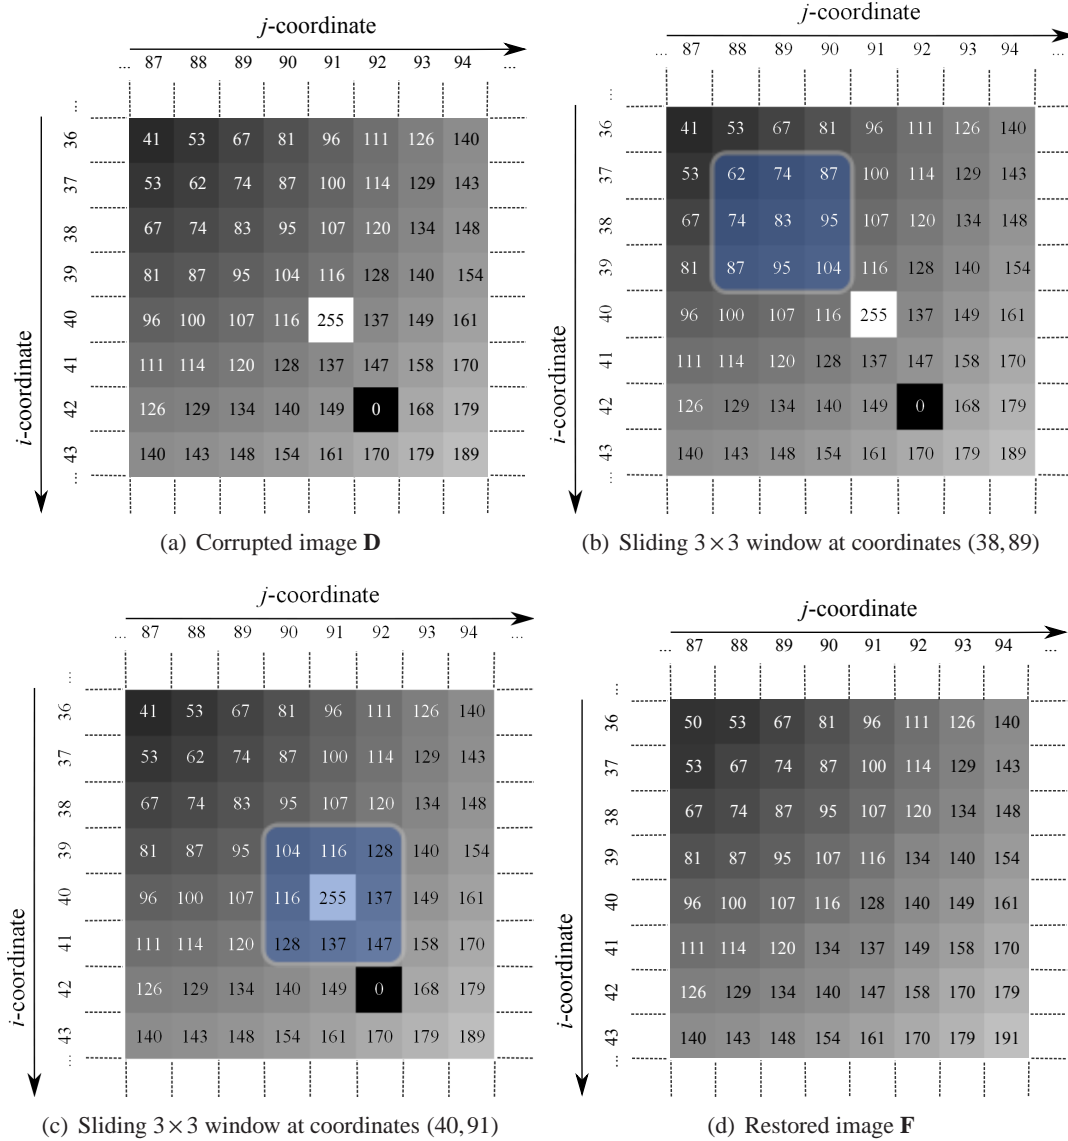 j-coordinate
... 87 88 89 90 91 92 93 94 ...
...
i-coordinate
36 41 53 67 81 96 111 126 140
37 53 62 74 87 100 114 129 143
38 67 74 83 95 107 120 134 148
39 81 87 95 104 116 128 140 154
40 96 100 107 116 255 137 149 161
41 111 114 120 128 137 147 158 170
42 126 129 134 140 149 0 168 179
43 140 143 148 154 161 170 179 189
...
(a) Corrupted image D
j-coordinate
... 87 88 89 90 91 92 93 94 ...
...
i-coordinate
36 41 53 67 81 96 111 126 140
37 53 62 74 87 100 114 129 143
38 67 74 83 95 107 120 134 148
39 81 87 95 104 116 128 140 154
40 96 100 107 116 255 137 149 161
41 111 114 120 128 137 147 158 170
42 126 129 134 140 149 0 168 179
43 140 143 148 154 161 170 179 189
...
(b) Sliding 3×3 window at coordinates (38,89)
j-coordinate
... 87 88 89 90 91 92 93 94 ...
...
i-coordinate
36 41 53 67 81 96 111 126 140
37 53 62 74 87 100 114 129 143
38 67 74 83 95 107 120 134 148
39 81 87 95 104 116 128 140 154
40 96 100 107 116 255 137 149 161
41 111 114 120 128 137 147 158 170
42 126 129 134 140 149 0 168 179
43 140 143 148 154 161 170 179 189
...
(c) Sliding 3×3 window at coordinates (40,91)
j-coordinate
... 87 88 89 90 91 92 93 94 ...
...
i-coordinate
36 50 53 67 81 96 111 126 140
37 53 67 74 87 100 114 129 143
38 67 74 87 95 107 120 134 148
39 81 87 95 107 116 134 140 154
40 96 100 107 116 128 140 149 161
41 111 114 120 134 137 149 158 170
42 126 129 134 140 147 158 170 179
43 140 143 148 154 161 170 179 191
...
(d) Restored image F